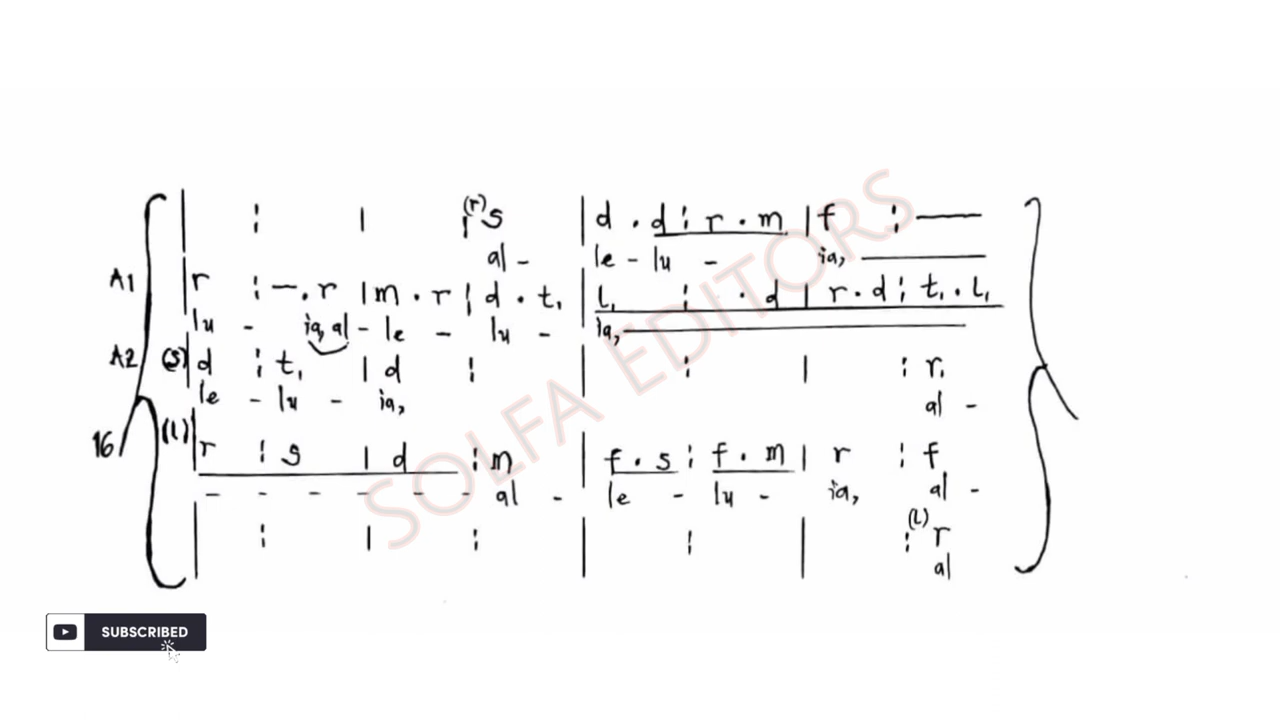 | : | :(r)s | d . d : r . m | f : —
al - le - lu - ia,
A1 | r : — . r | m . r : d . t, | l, : . d | r . d : t, . l,
lu - ia, al - le - lu - ia,
A2 (s) | d : t, | d : | : | : r,
le - lu - ia, al -
16 (l) | r : s | d : m | f . s : f . m | r : f
- - - - - - al - le - lu - ia, al -
| : | : | : | :(l)r
al
SOLFA EDITORS
SUBSCRIBED